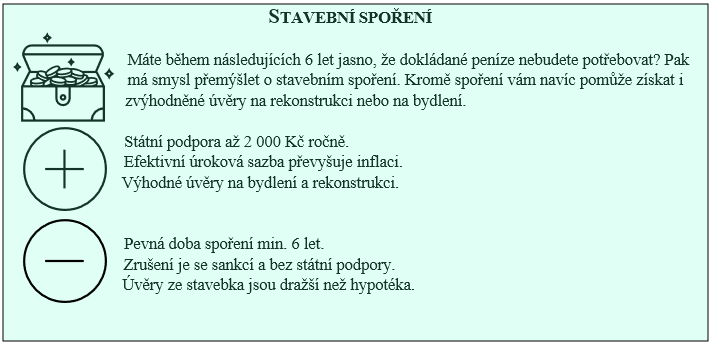 STAVEBNÍ SPOŘENÍ
Máte během následujících 6 let jasno, že dokládané peníze nebudete potřebovat? Pak
má smysl přemýšlet o stavebním spoření. Kromě spoření vám navíc pomůže získat i
zvýhodněné úvěry na rekonstrukci nebo na bydlení.
Státní podpora až 2 000 Kč ročně.
Efektivní úroková sazba převyšuje inflaci.
Výhodné úvěry na bydlení a rekonstrukci.
Pevná doba spoření min. 6 let.
Zrušení je se sankcí a bez státní podpory.
Úvěry ze stavebka jsou dražší než hypotéka.